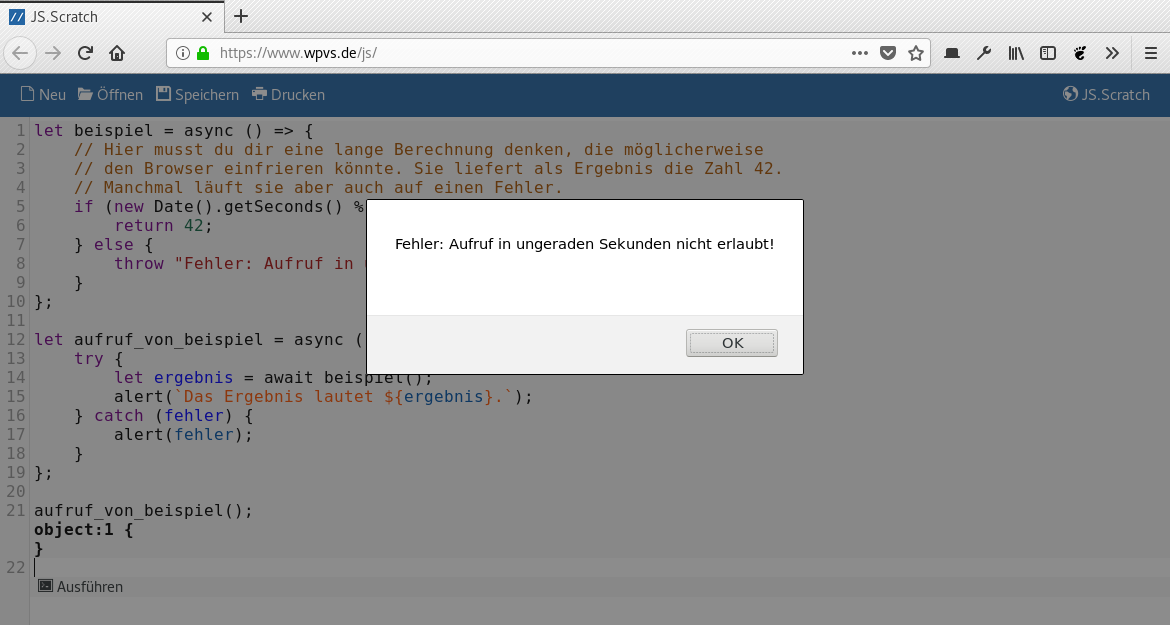 JS.Scratch
https://www.wpvs.de/js/
Neu Öffnen Speichern Drucken JS.Scratch
1 let beispiel = async () => {
2 // Hier musst du dir eine lange Berechnung denken, die möglicherweise
3 // den Browser einfrieren könnte. Sie liefert als Ergebnis die Zahl 42.
4 // Manchmal läuft sie aber auch auf einen Fehler.
5 if (new Date().getSeconds() %
6 return 42;
7 } else {
8 throw "Fehler: Aufruf in
9 }
10 };
11
12 let aufruf_von_beispiel = async (
13 try {
14 let ergebnis = await beispiel();
15 alert(`Das Ergebnis lautet ${ergebnis}.`);
16 } catch (fehler) {
17 alert(fehler);
18 }
19 };
20
21 aufruf_von_beispiel();
object:1 {
}
22
Ausführen
Fehler: Aufruf in ungeraden Sekunden nicht erlaubt!
OK